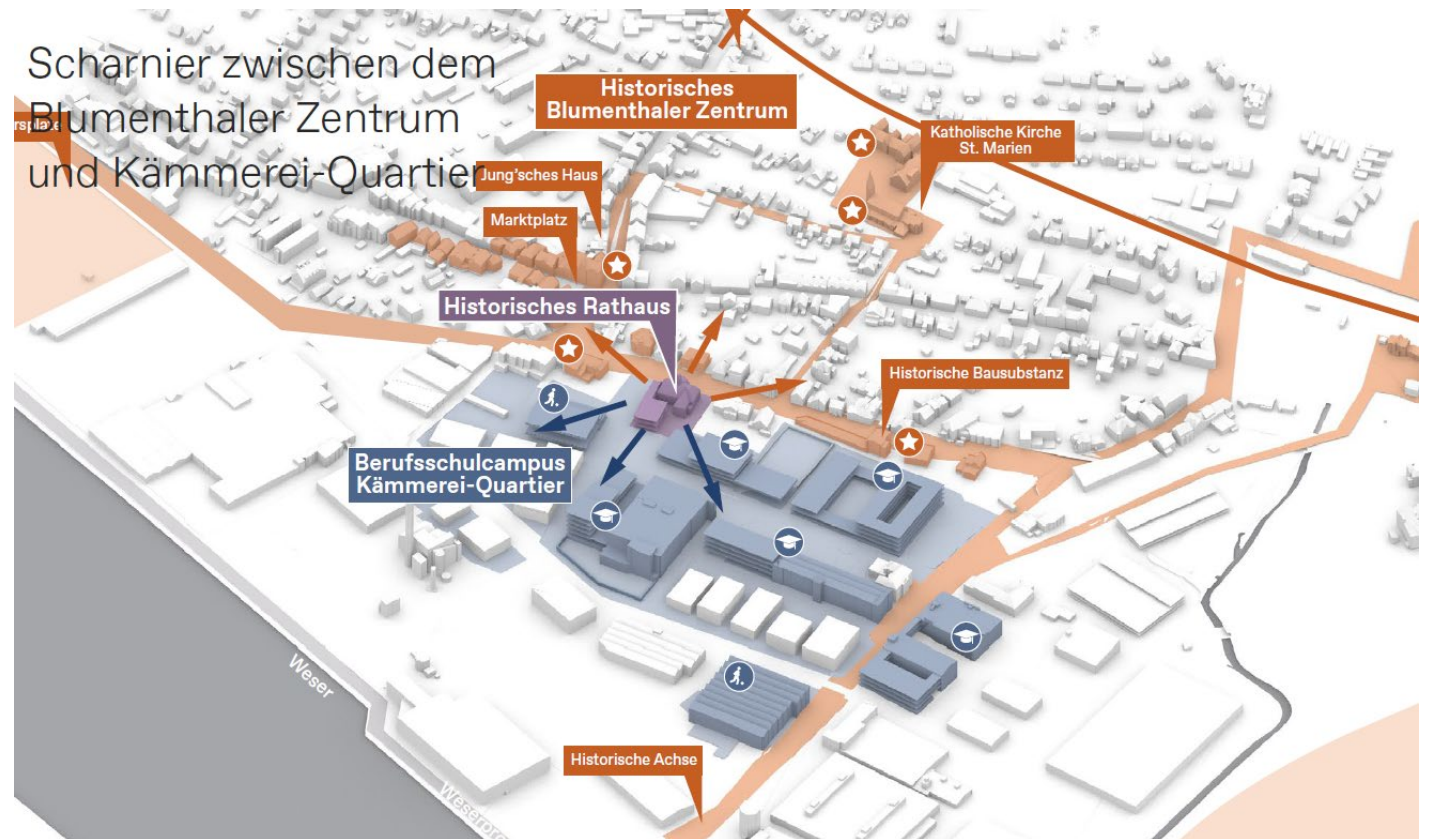 Scharnier zwischen dem
Blumenthaler Zentrum
und Kämmerei-Quartier
Historisches
Blumenthaler Zentrum
Katholische Kirche
St. Marien
Jung'sches Haus
Marktplatz
Historisches Rathaus
Historische Bausubstanz
Berufsschulcampus
Kämmerei-Quartier
Weser
Historische Achse